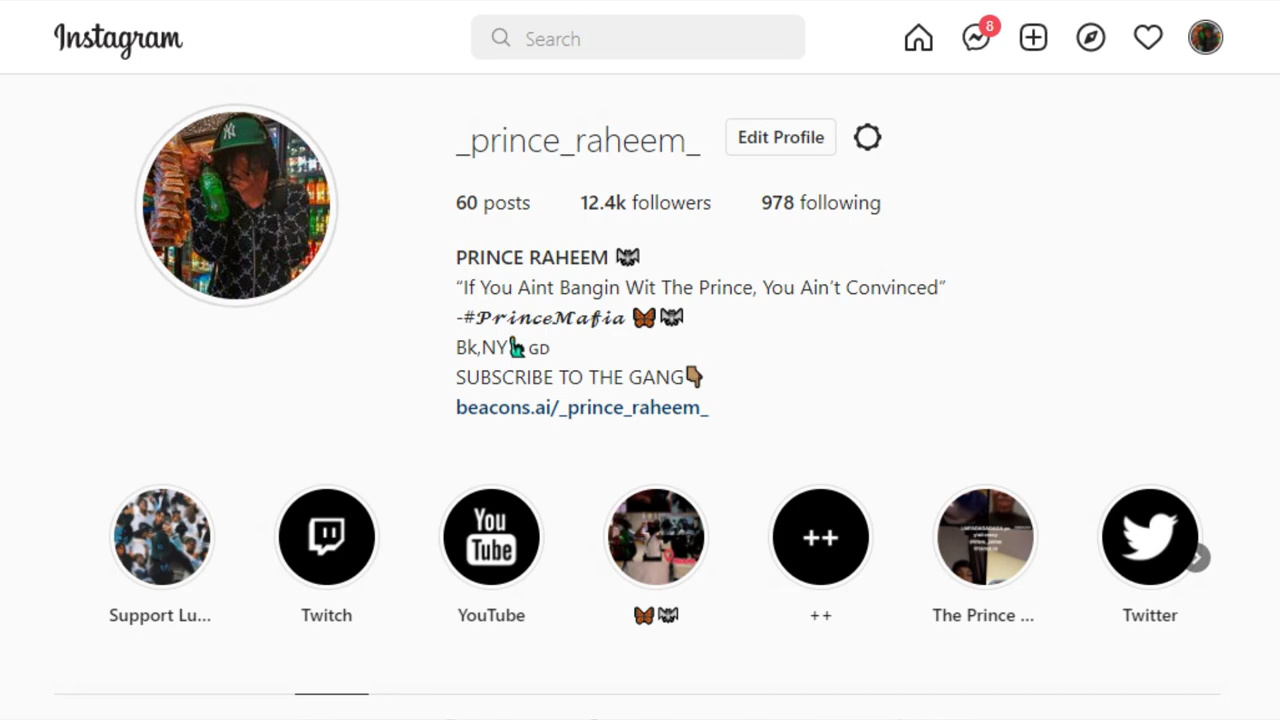 Instagram
Search
8
_prince_raheem_
Edit Profile
60 posts
12.4k followers
978 following
PRINCE RAHEEM
“If You Aint Bangin Wit The Prince, You Ain’t Convinced”
-#𝓟𝓻𝓲𝓷𝓬𝓮𝓜𝓪𝓯𝓲𝓪
Bk,NY GD
SUBSCRIBE TO THE GANG
beacons.ai/_prince_raheem_
You
Tube
++
Support Lu...
Twitch
YouTube
++
The Prince ...
Twitter